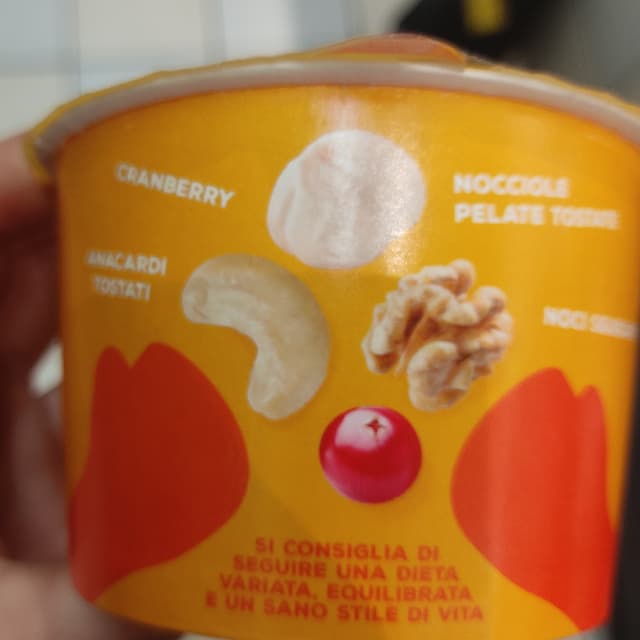 CRANBERRY
NOCCIOLE
PELATE TOSTATE
ANACARDI
TOSTATI
NOCI
SI CONSIGLIA DI
SEGUIRE UNA DIETA
VARIATA, EQUILIBRATA
E UN SANO STILE DI VITA